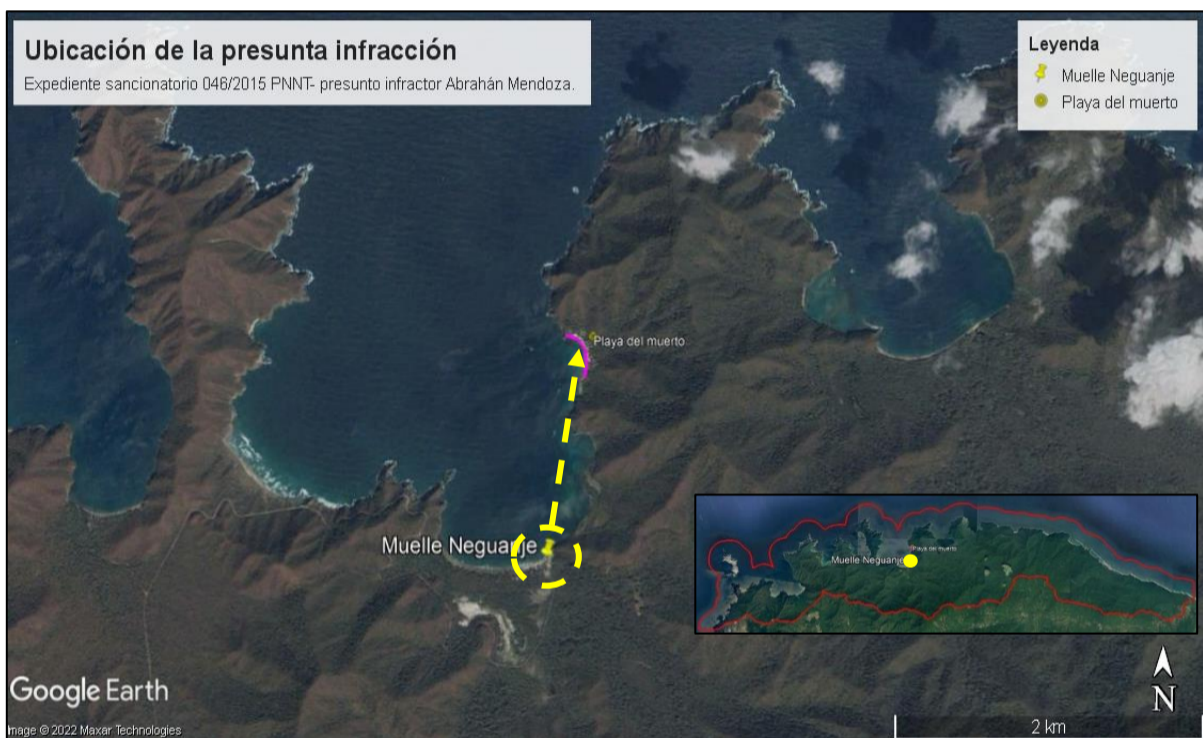 Ubicación de la presunta infracción
Expediente sancionatorio 046/2015 PNNT- presunto infractor Abrahán Mendoza.
Leyenda
Muelle Neguanje
Playa del muerto
Playa del muerto
Muelle Neguanje
Playa del muerto
Muelle Neguanje
Google Earth
Image © 2022 Maxar Technologies
N
2 km